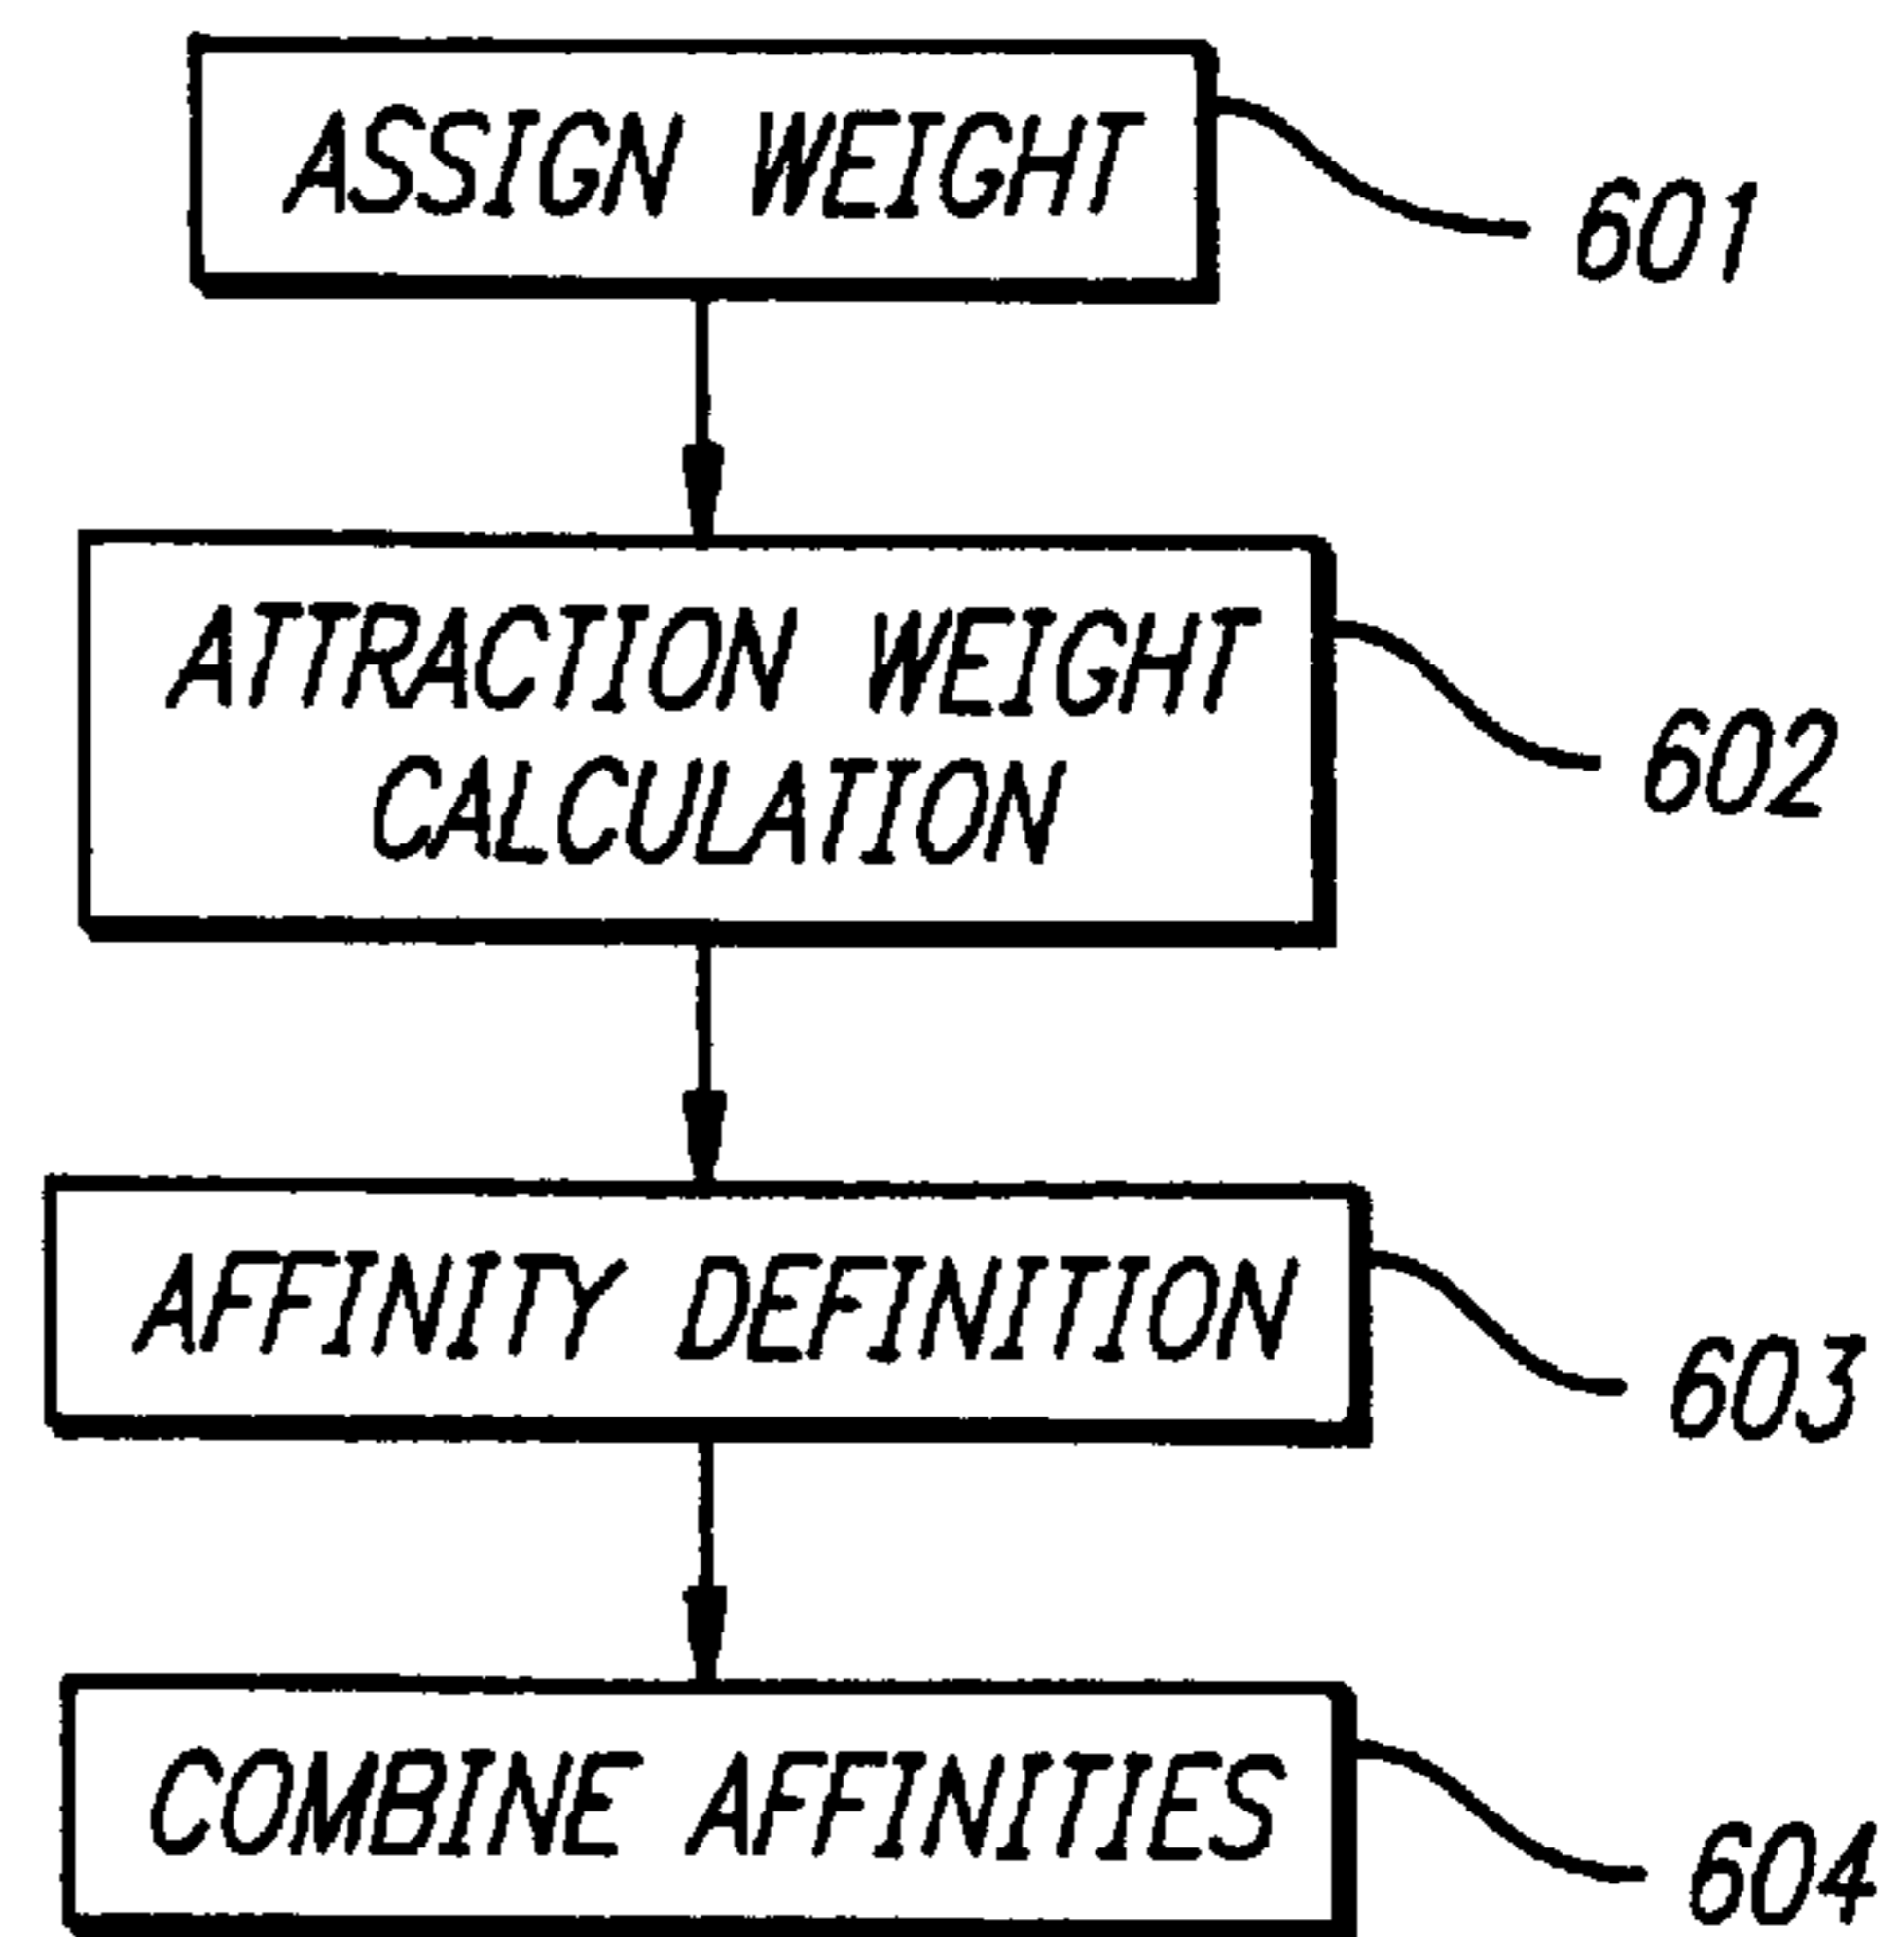 ASSIGN WEIGHT
601
ATTRACTION WEIGHT
CALCULATION
602
AFFINITY DEFINITION
603
COMBINE AFFINITIES
604